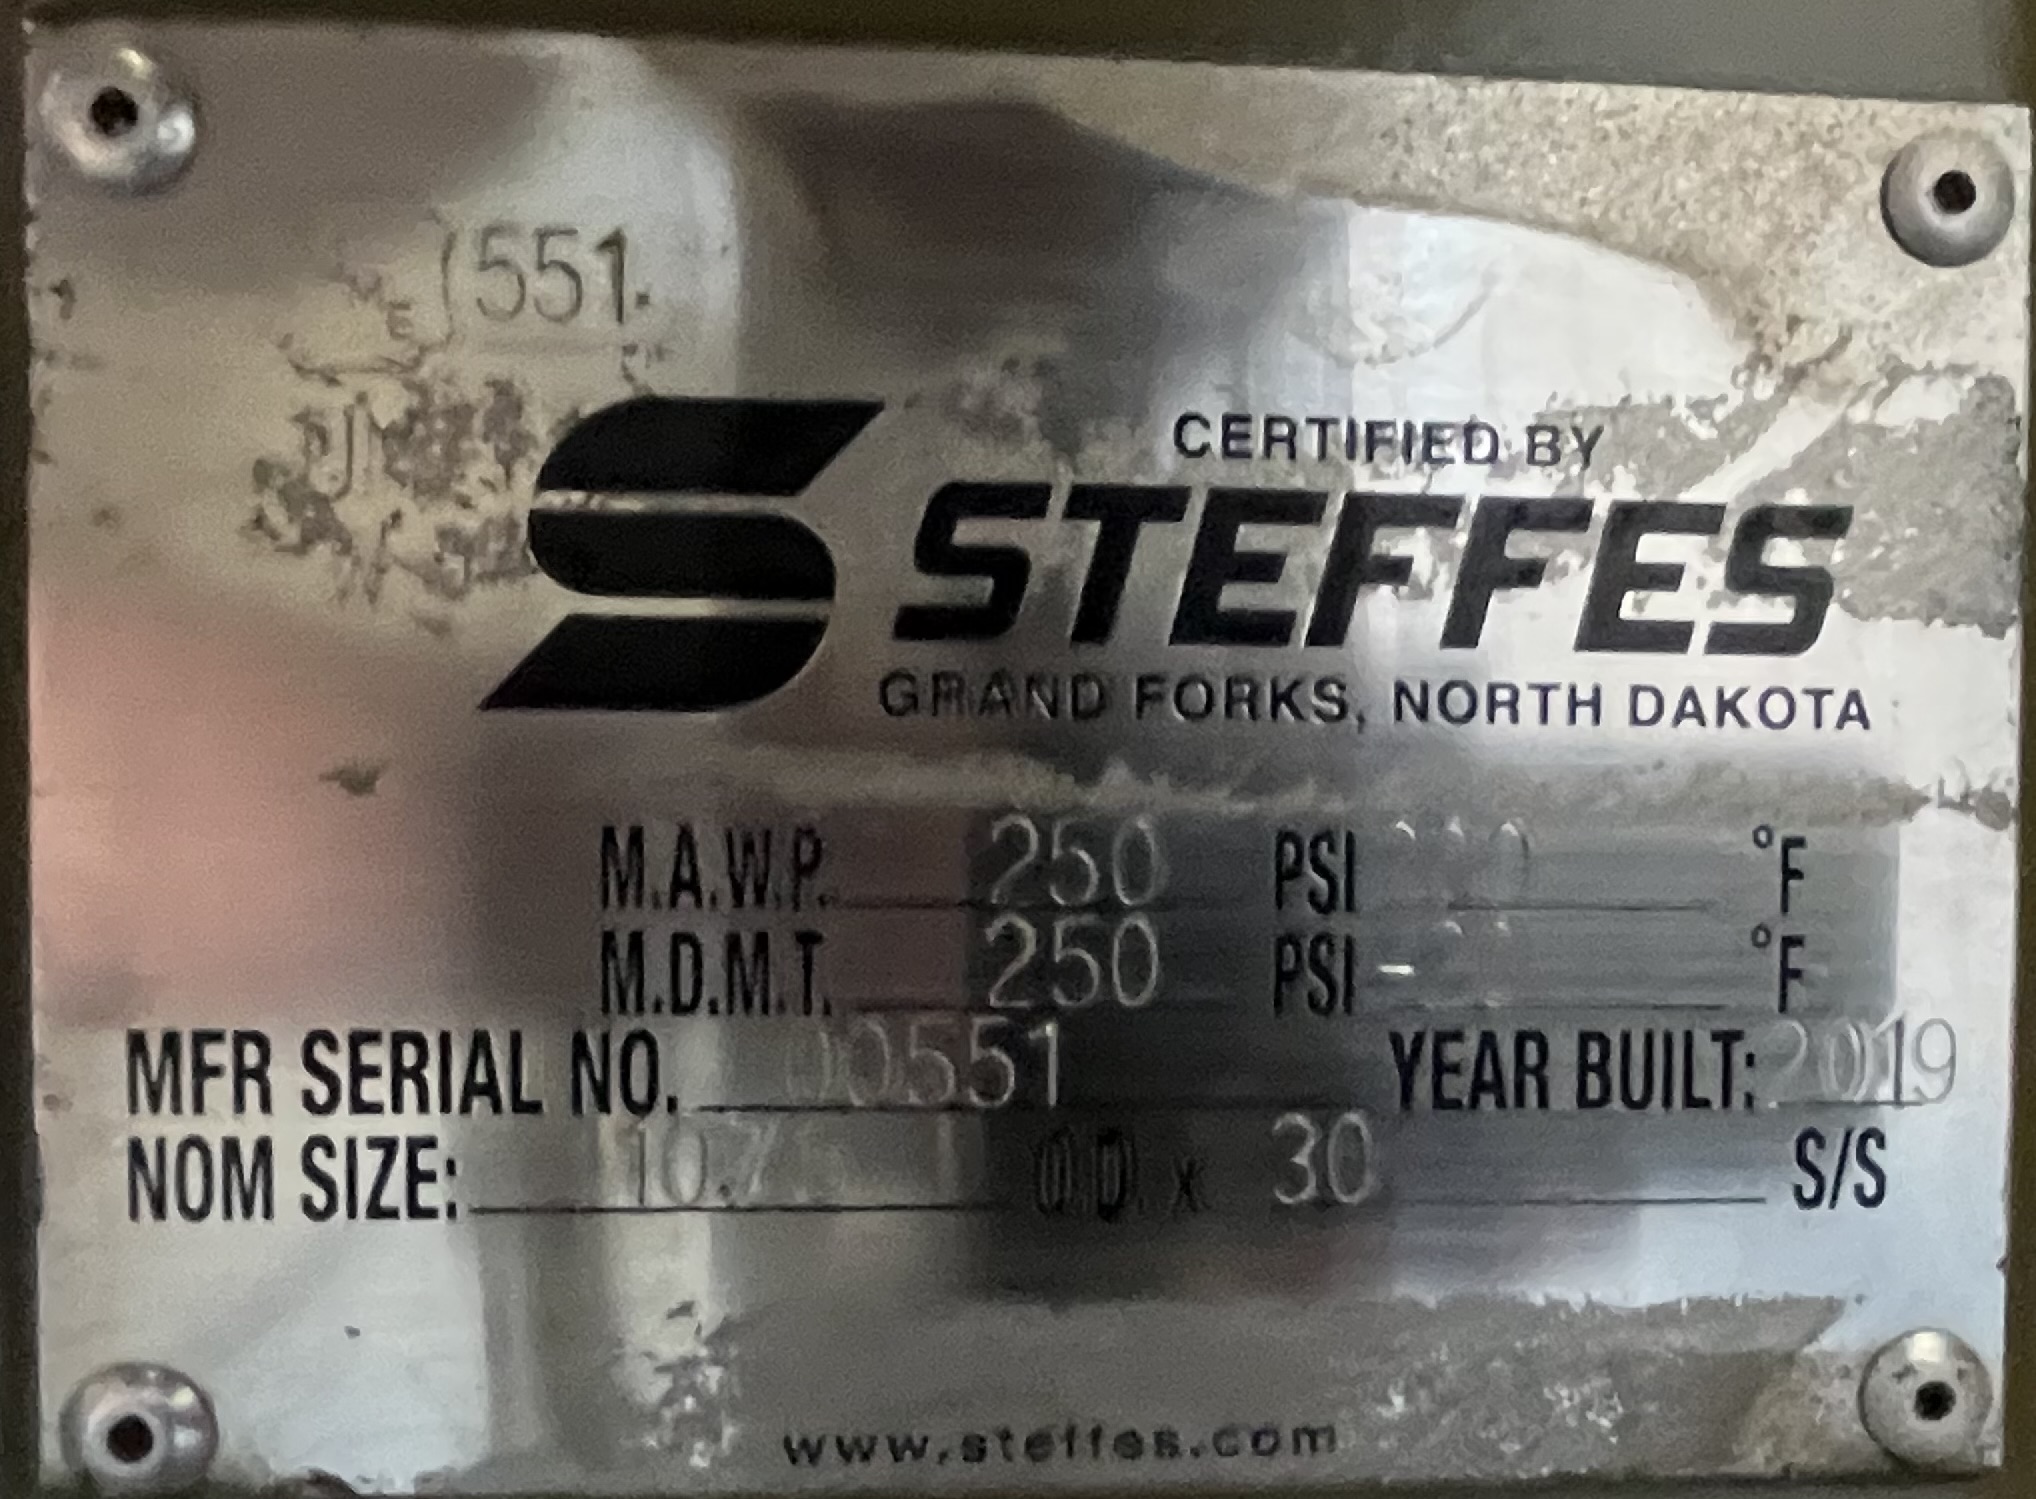 551.
CERTIFIED BY
STEFFES
GRAND FORKS, NORTH DAKOTA
M.A.W.P. 250 PSI °F
M.D.M.T. 250 PSI - °F
MFR SERIAL NO. 00551 YEAR BUILT: 2019
NOM SIZE: O.D. x 30 S/S
www.steffes.com